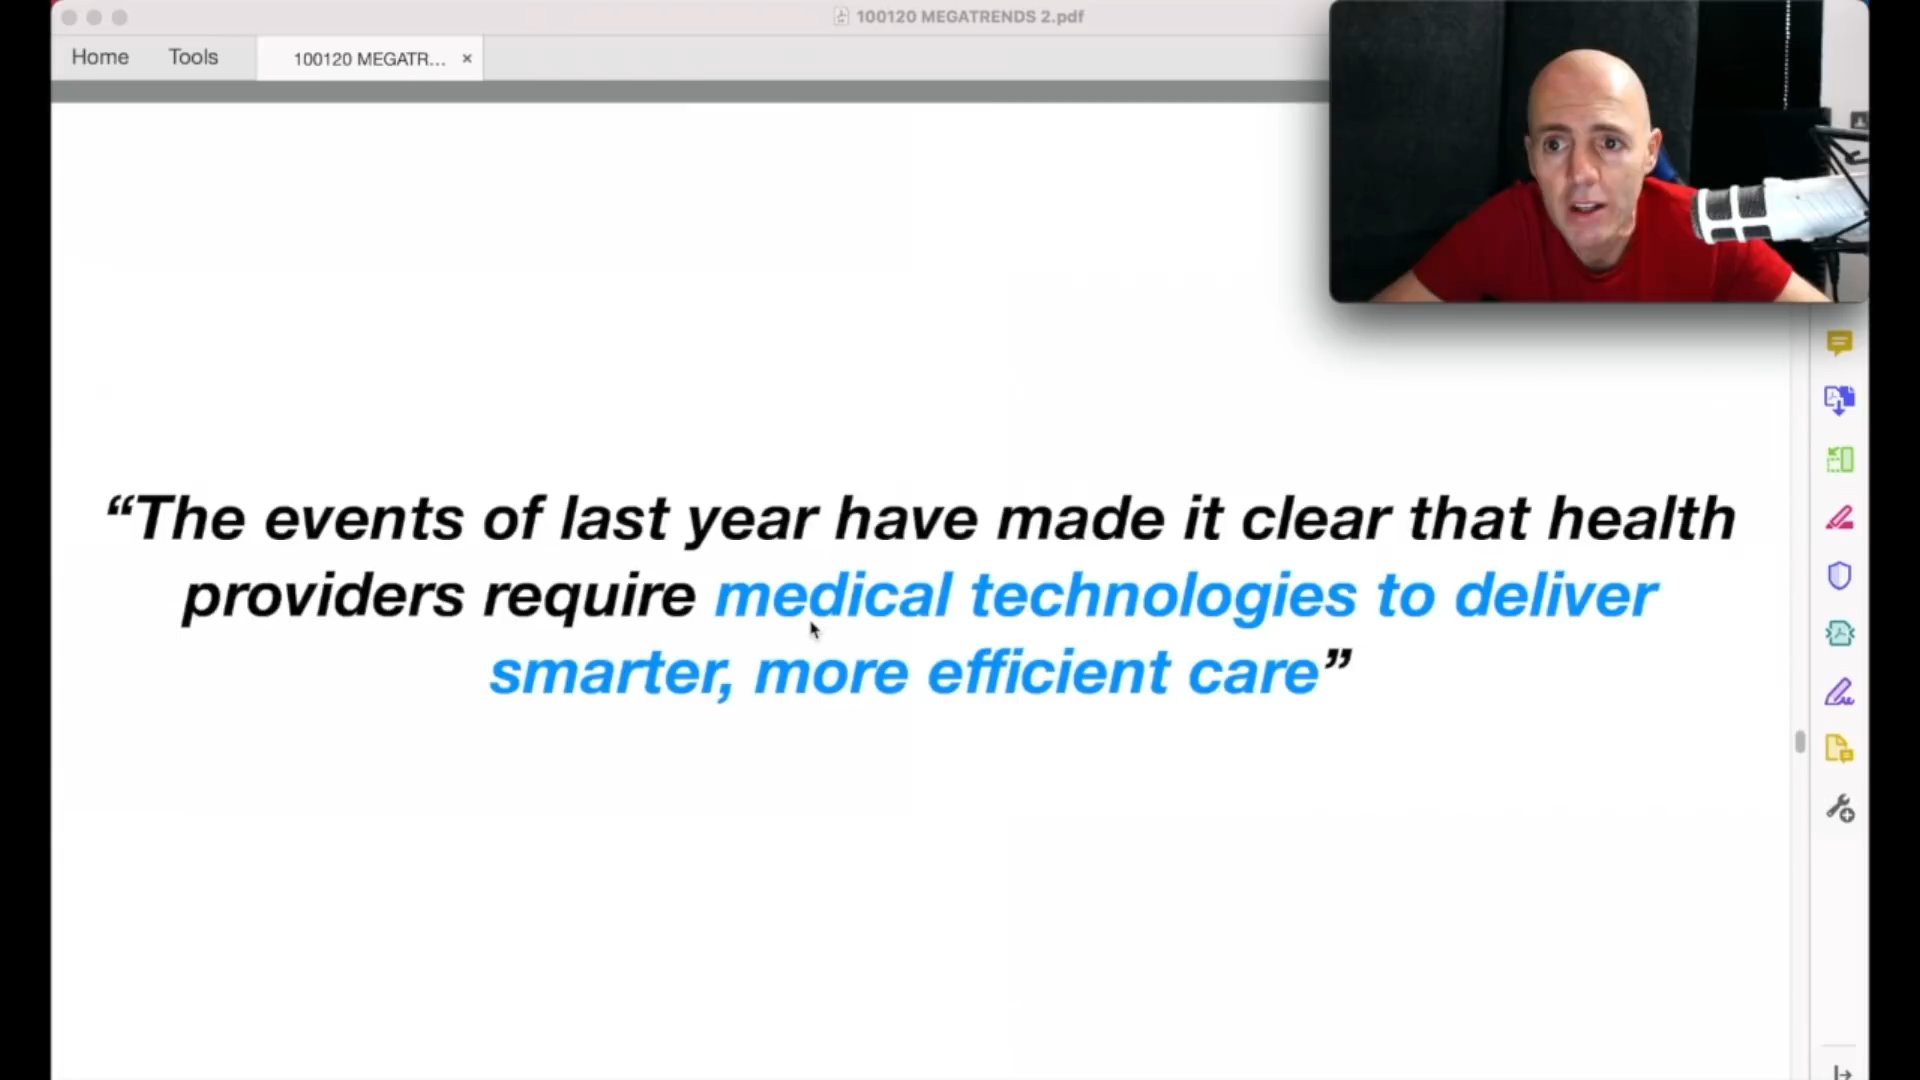 100120 MEGATRENDS 2.pdf
Home Tools 100120 MEGATR... ×
“The events of last year have made it clear that health
providers require medical technologies to deliver
smarter, more efficient care”